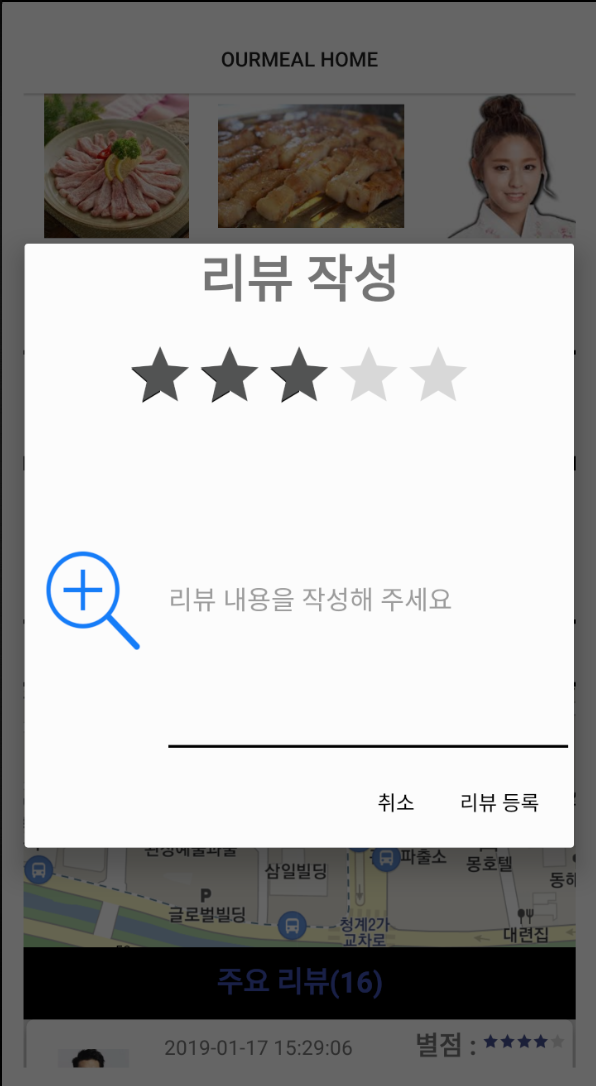 OURMEAL HOME
리뷰 작성
리뷰 내용을 작성해 주세요
취소
리뷰 등록
파출소
몽호텔
삼일빌딩
동해
P
글로벌빌딩
청계2가
교차로
대련집
주요 리뷰(16)
2019-01-17 15:29:06
별점 :